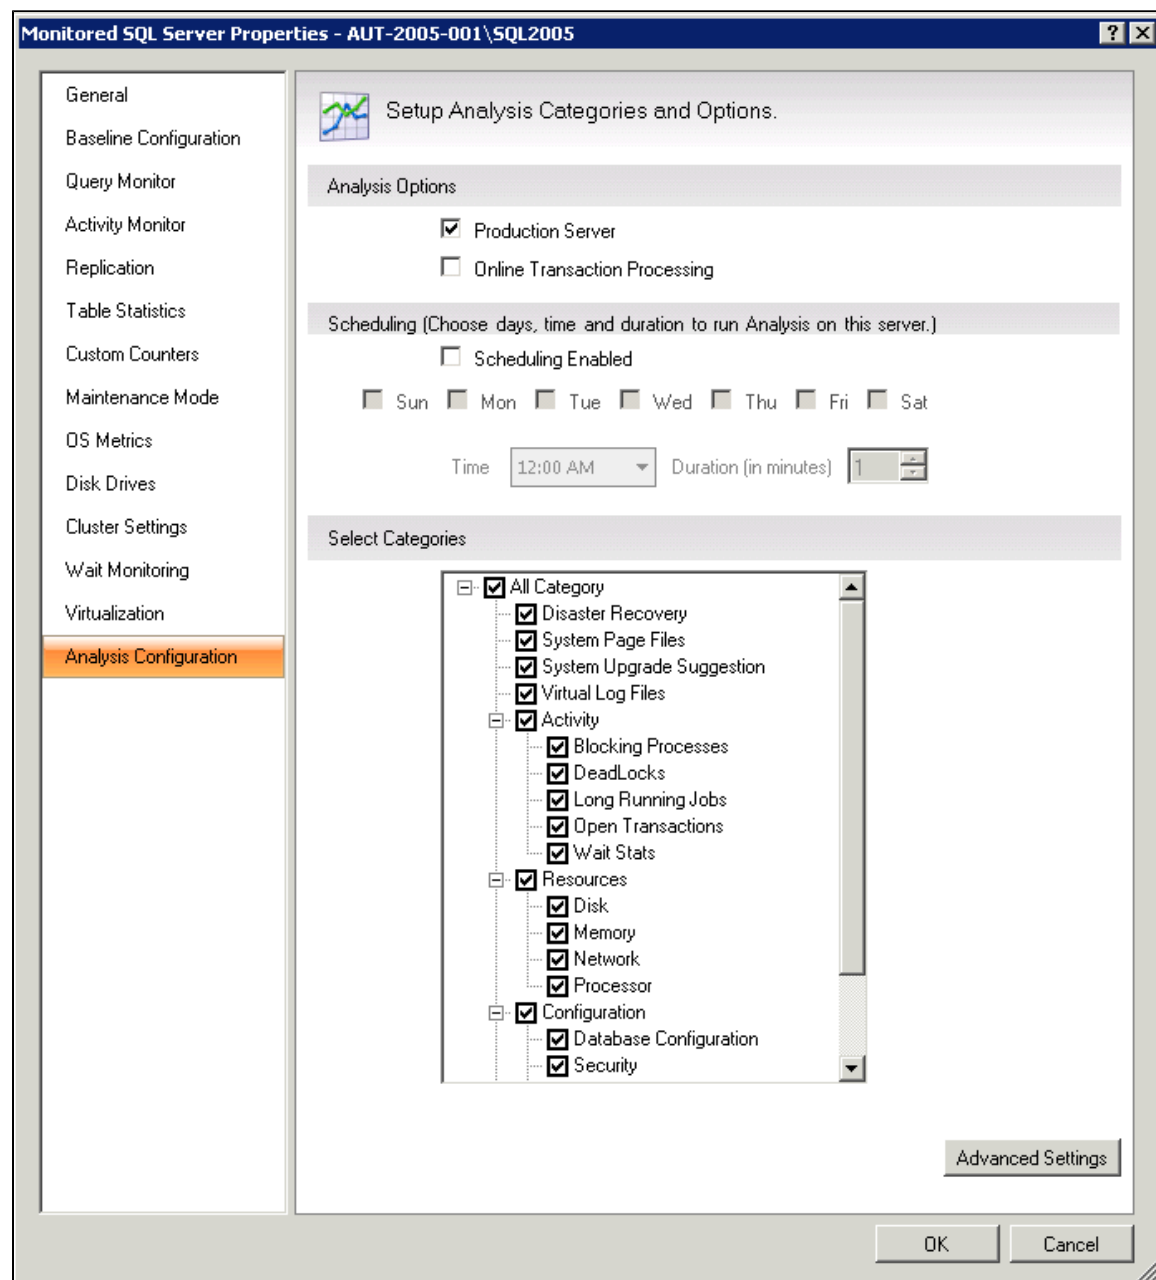 Monitored SQL Server Properties - AUT-2005-001\SQL2005
General
Baseline Configuration
Query Monitor
Activity Monitor
Replication
Table Statistics
Custom Counters
Maintenance Mode
OS Metrics
Disk Drives
Cluster Settings
Wait Monitoring
Virtualization
Analysis Configuration
Setup Analysis Categories and Options.
Analysis Options
Production Server
Online Transaction Processing
Scheduling (Choose days, time and duration to run Analysis on this server.)
Scheduling Enabled
Sun Mon Tue Wed Thu Fri Sat
Time 12:00 AM Duration (in minutes) 1
Select Categories
All Category
Disaster Recovery
System Page Files
System Upgrade Suggestion
Virtual Log Files
Activity
Blocking Processes
DeadLocks
Long Running Jobs
Open Transactions
Wait Stats
Resources
Disk
Memory
Network
Processor
Configuration
Database Configuration
Security
Advanced Settings
OK Cancel